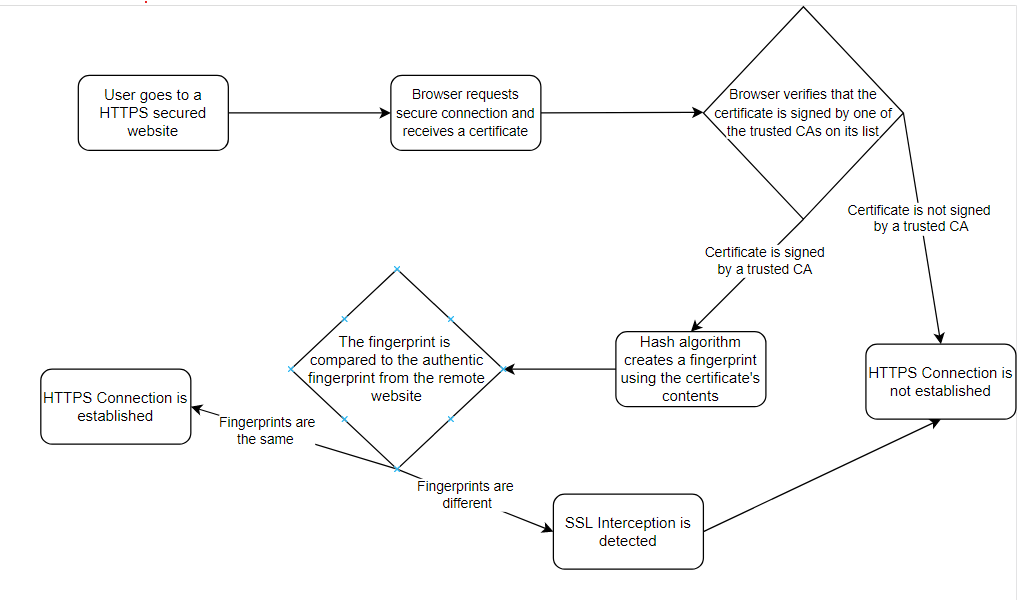 User goes to a
HTTPS secured
website
Browser requests
secure connection and
receives a certificate
Browser verifies that the
certificate is signed by one of
the trusted CAs on its list
Certificate is not signed
by a trusted CA
Certificate is signed
by a trusted CA
Hash algorithm
creates a fingerprint
using the certificate's
contents
HTTPS Connection is
not established
The fingerprint is
compared to the authentic
fingerprint from the remote
website
HTTPS Connection is
established
Fingerprints are
the same
Fingerprints are
different
SSL Interception is
detected